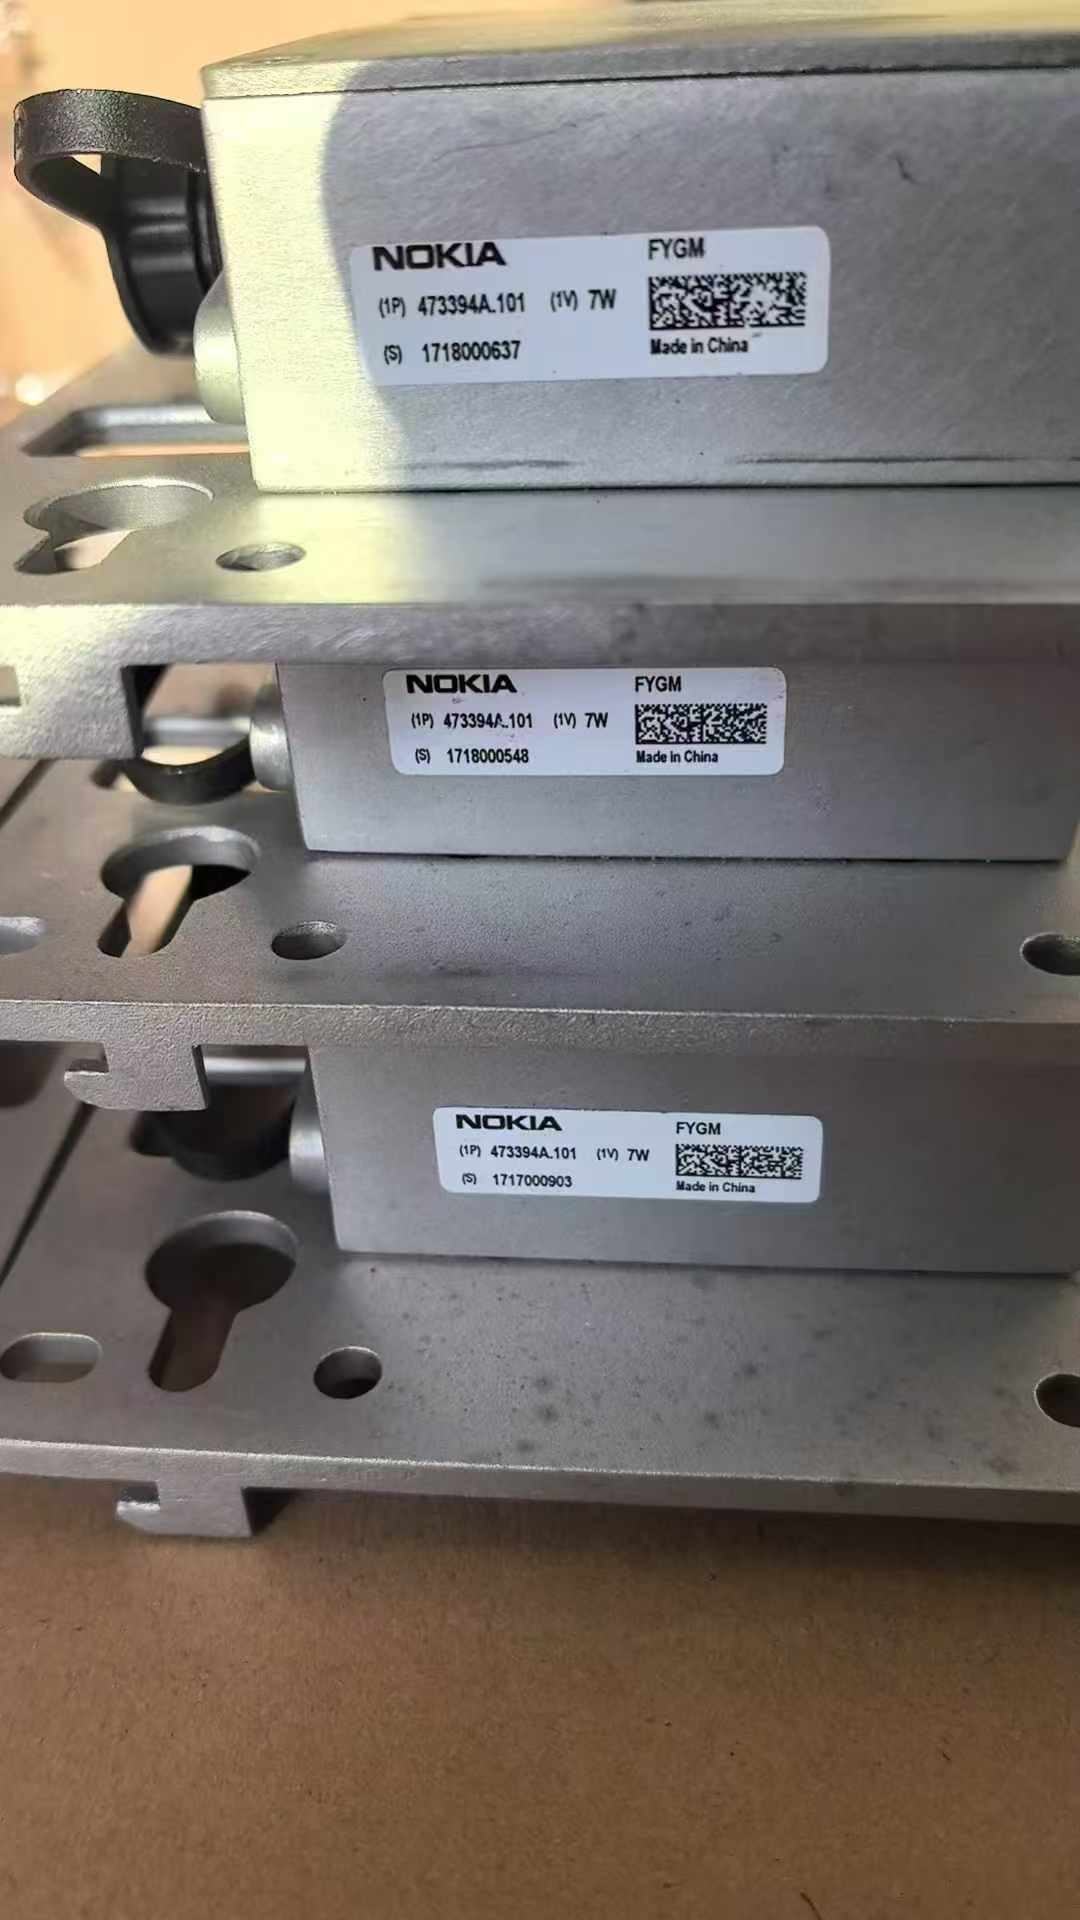 NOKIA FYGM
(1P) 473394A.101 (1V) 7W
(S) 1718000637 Made in China
NOKIA FYGM
(1P) 473394A.101 (1V) 7W
(S) 1718000548 Made in China
NOKIA FYGM
(1P) 473394A.101 (1V) 7W
(S) 1717000903 Made in China